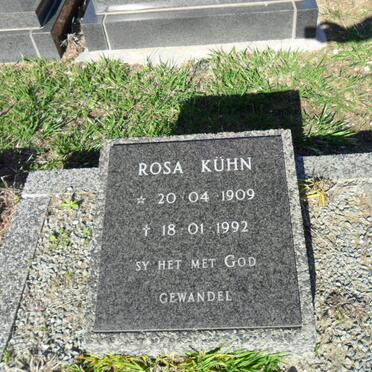 ROSA KÜHN
☆ 20 04 1909
† 18 01 1992
SY HET MET GOD
GEWANDEL